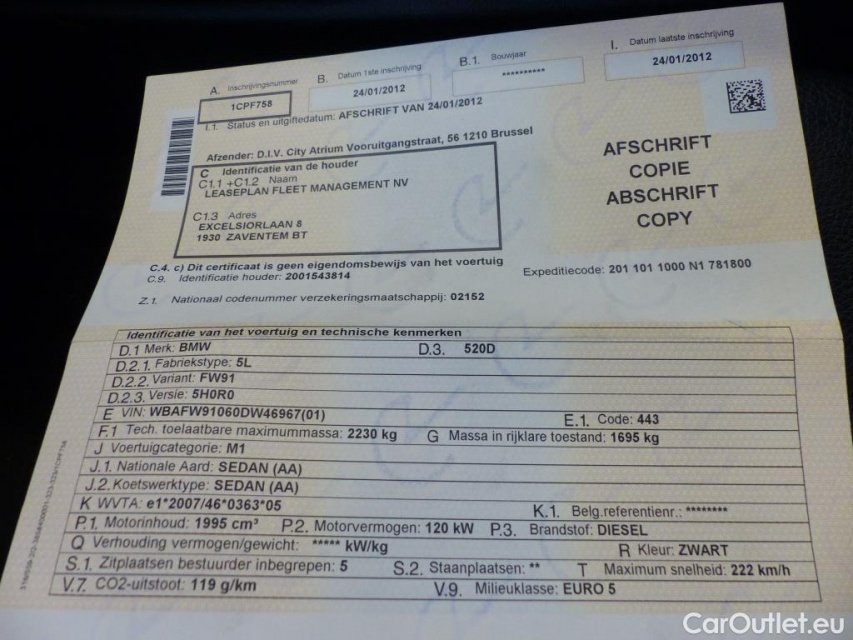 A. Inschrijvingsnummer B. Datum 1ste inschrijving B.1. Bouwjaar I. Datum laatste inschrijving
1CPF758 24/01/2012 ********** 24/01/2012
I.1. Status en uitgiftedatum: AFSCHRIFT VAN 24/01/2012
Afzender: D.I.V. City Atrium Vooruitgangstraat, 56 1210 Brussel
C Identificatie van de houder
C1.1 +C1.2 Naam
LEASEPLAN FLEET MANAGEMENT NV
C1.3 Adres
EXCELSIORLAAN 8
1930 ZAVENTEM BT
AFSCHRIFT
COPIE
ABSCHRIFT
COPY
C.4. c) Dit certificaat is geen eigendomsbewijs van het voertuig
C.9. Identificatie houder: 2001543814
Expeditiecode: 201 101 1000 N1 781800
Z.1. Nationaal codenummer verzekeringsmaatschappij: 02152
Identificatie van het voertuig en technische kenmerken
D.1 Merk: BMW D.3. 520D
D.2.1. Fabriekstype: 5L
D.2.2. Variant: FW91
D.2.3. Versie: 5H0R0
E VIN: WBAFW91060DW46967(01) E.1. Code: 443
F.1 Tech. toelaatbare maximummassa: 2230 kg G Massa in rijklare toestand: 1695 kg
J Voertuigcategorie: M1
J.1. Nationale Aard: SEDAN (AA)
J.2. Koetswerktype: SEDAN (AA)
K WVTA: e1*2007/46*0363*05 K.1. Belg.referentienr.: ********
P.1. Motorinhoud: 1995 cm³ P.2. Motorvermogen: 120 kW P.3. Brandstof: DIESEL
Q Verhouding vermogen/gewicht: ***** kW/kg R Kleur: ZWART
S.1. Zitplaatsen bestuurder inbegrepen: 5 S.2. Staanplaatsen: ** T Maximum snelheid: 222 km/h
V.7. CO2-uitstoot: 119 g/km V.9. Milieuklasse: EURO 5
CarOutlet.eu